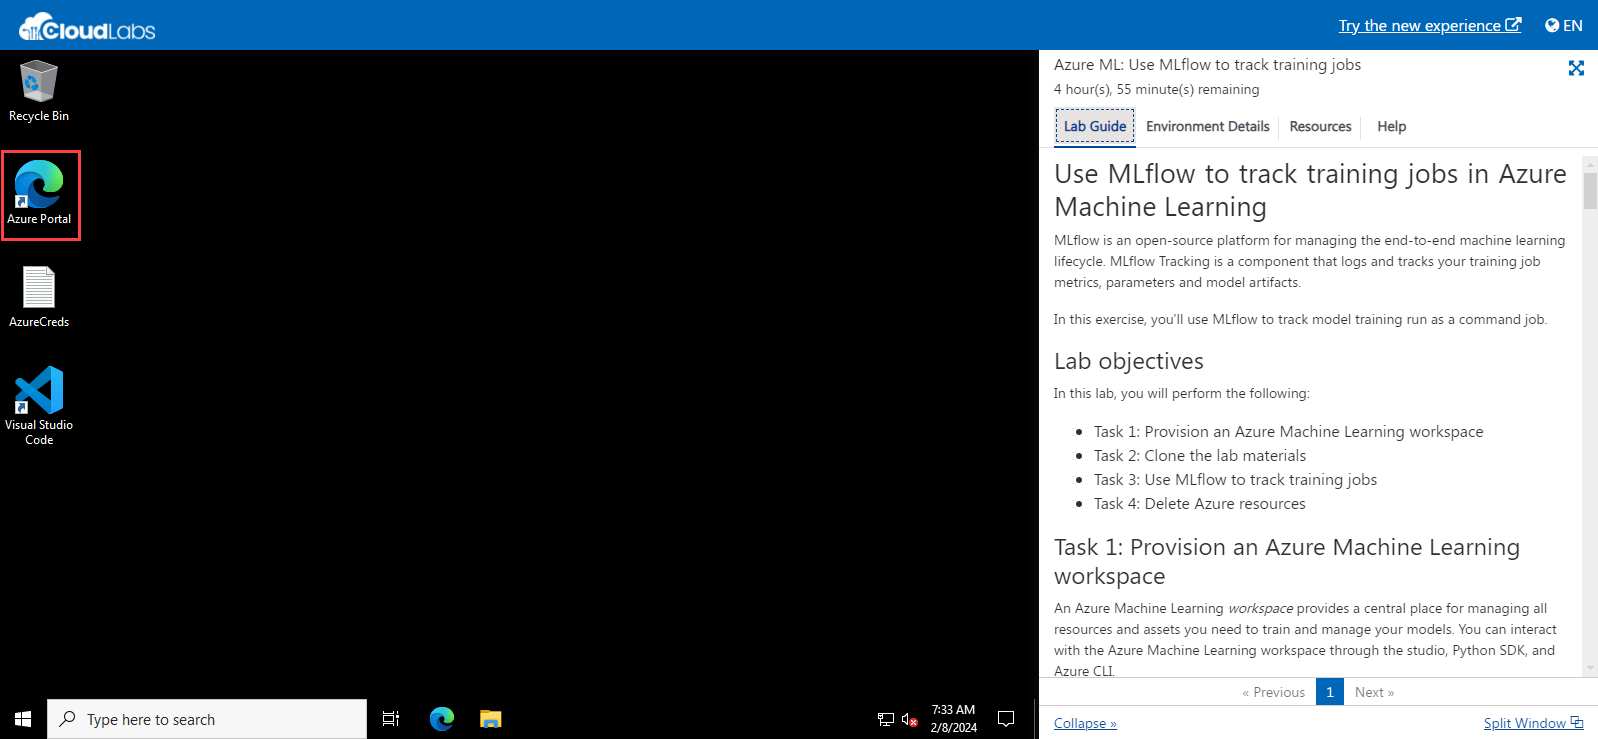 CloudLabs
Try the new experience
EN
Recycle Bin
Azure Portal
AzureCreds
Visual Studio
Code
Type here to search
7:33 AM
2/8/2024
Azure ML: Use MLflow to track training jobs
4 hour(s), 55 minute(s) remaining
Lab Guide Environment Details Resources Help
Use MLflow to track training jobs in Azure
Machine Learning
MLflow is an open-source platform for managing the end-to-end machine learning
lifecycle. MLflow Tracking is a component that logs and tracks your training job
metrics, parameters and model artifacts.
In this exercise, you'll use MLflow to track model training run as a command job.
Lab objectives
In this lab, you will perform the following:
• Task 1: Provision an Azure Machine Learning workspace
• Task 2: Clone the lab materials
• Task 3: Use MLflow to track training jobs
• Task 4: Delete Azure resources
Task 1: Provision an Azure Machine Learning
workspace
An Azure Machine Learning workspace provides a central place for managing all
resources and assets you need to train and manage your models. You can interact
with the Azure Machine Learning workspace through the studio, Python SDK, and
Azure CLI.
« Previous 1 Next »
Collapse » Split Window